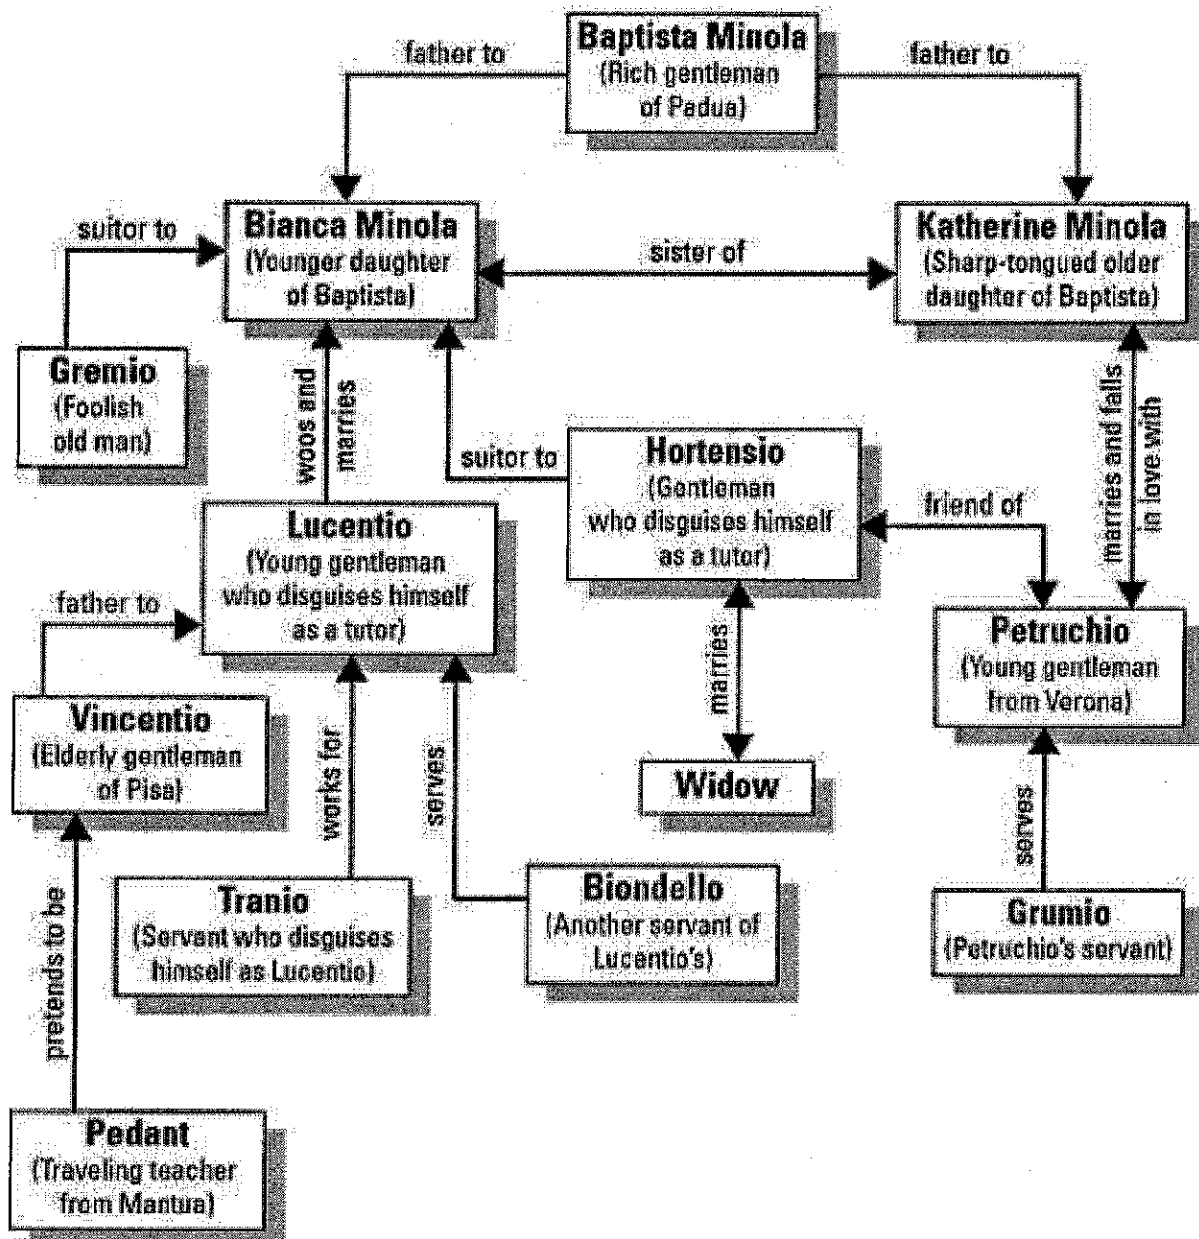 father to
Baptista Minola
(Rich gentleman
of Padua)
father to
suitor to
Bianca Minola
(Younger daughter
of Baptista)
sister of
Katherine Minola
(Sharp-tongued older
daughter of Baptista)
Gremio
(Foolish
old man)
woos and
marries
suitor to
Hortensio
(Gentleman
who disguises himself
as a tutor)
friend of
marries and falls
in love with
Lucentio
(Young gentleman
who disguises himself
as a tutor)
father to
Vincentio
(Elderly gentleman
of Pisa)
works for
serves
marries
Widow
Petruchio
(Young gentleman
from Verona)
serves
pretends to be
Tranio
(Servant who disguises
himself as Lucentio)
Biondello
(Another servant of
Lucentio's)
Grumio
(Petruchio's servant)
Pedant
(Traveling teacher
from Mantua)